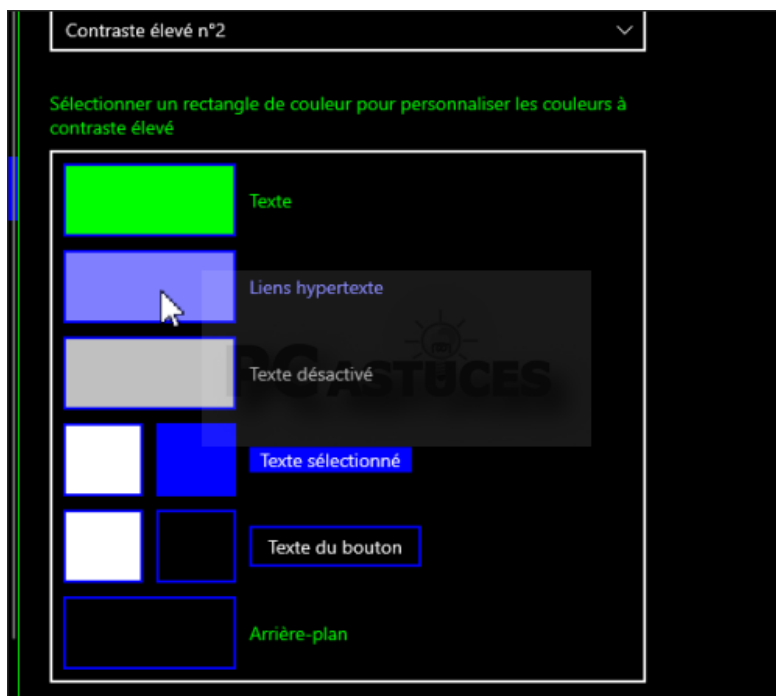 Contraste élevé n°2
Sélectionner un rectangle de couleur pour personnaliser les couleurs à
contraste élevé
Texte
Liens hypertexte
Texte désactivé
PC ASTUCES
Texte sélectionné
Texte du bouton
Arrière-plan